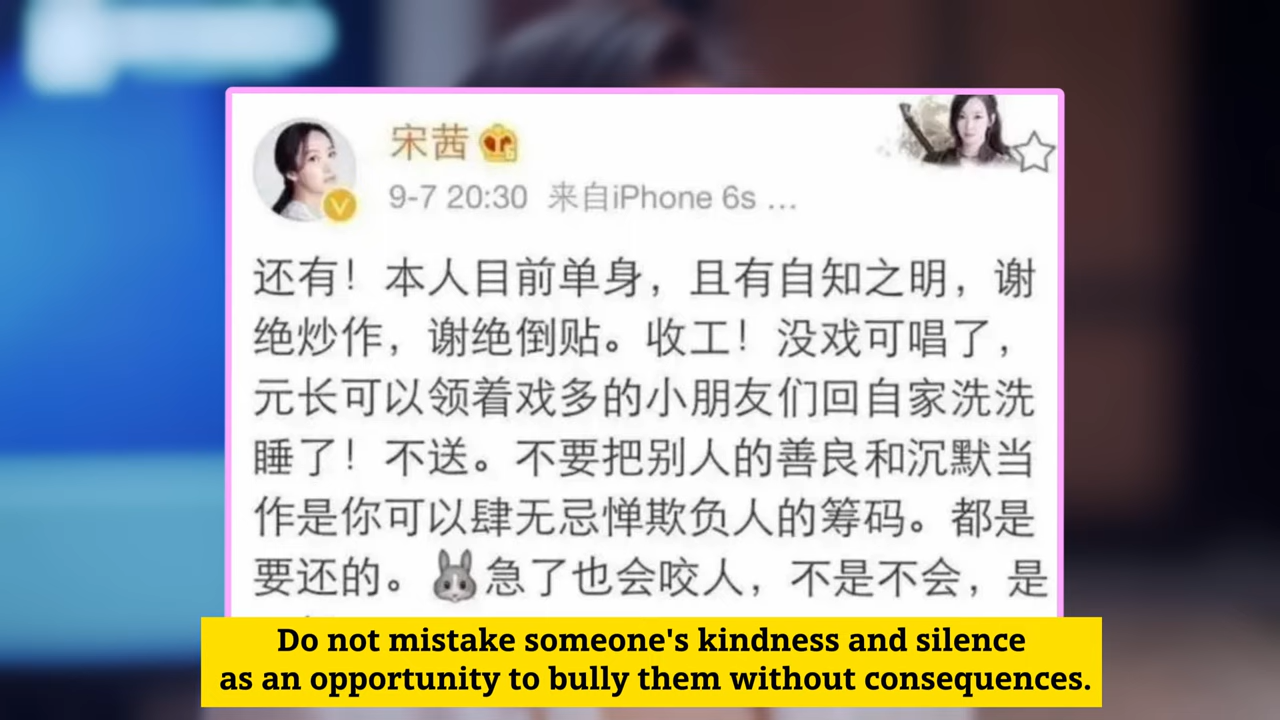 宋茜
9-7 20:30 来自iPhone 6s ...
还有！本人目前单身，且有自知之明，谢
绝炒作，谢绝倒贴。收工！没戏可唱了，
元长可以领着戏多的小朋友们回自家洗洗
睡了！不送。不要把别人的善良和沉默当
作是你可以肆无忌惮欺负人的筹码。都是
要还的。🐰急了也会咬人，不是不会，是
Do not mistake someone's kindness and silence
as an opportunity to bully them without consequences.